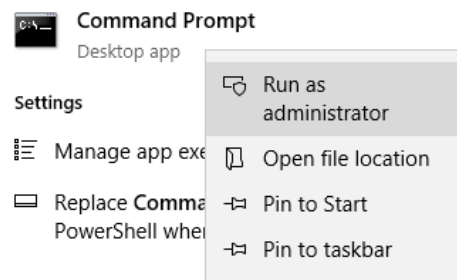 Command Prompt
Desktop app
Settings
Run as
administrator
Manage app exe
Open file location
Replace Comma
Pin to Start
PowerShell wher
Pin to taskbar